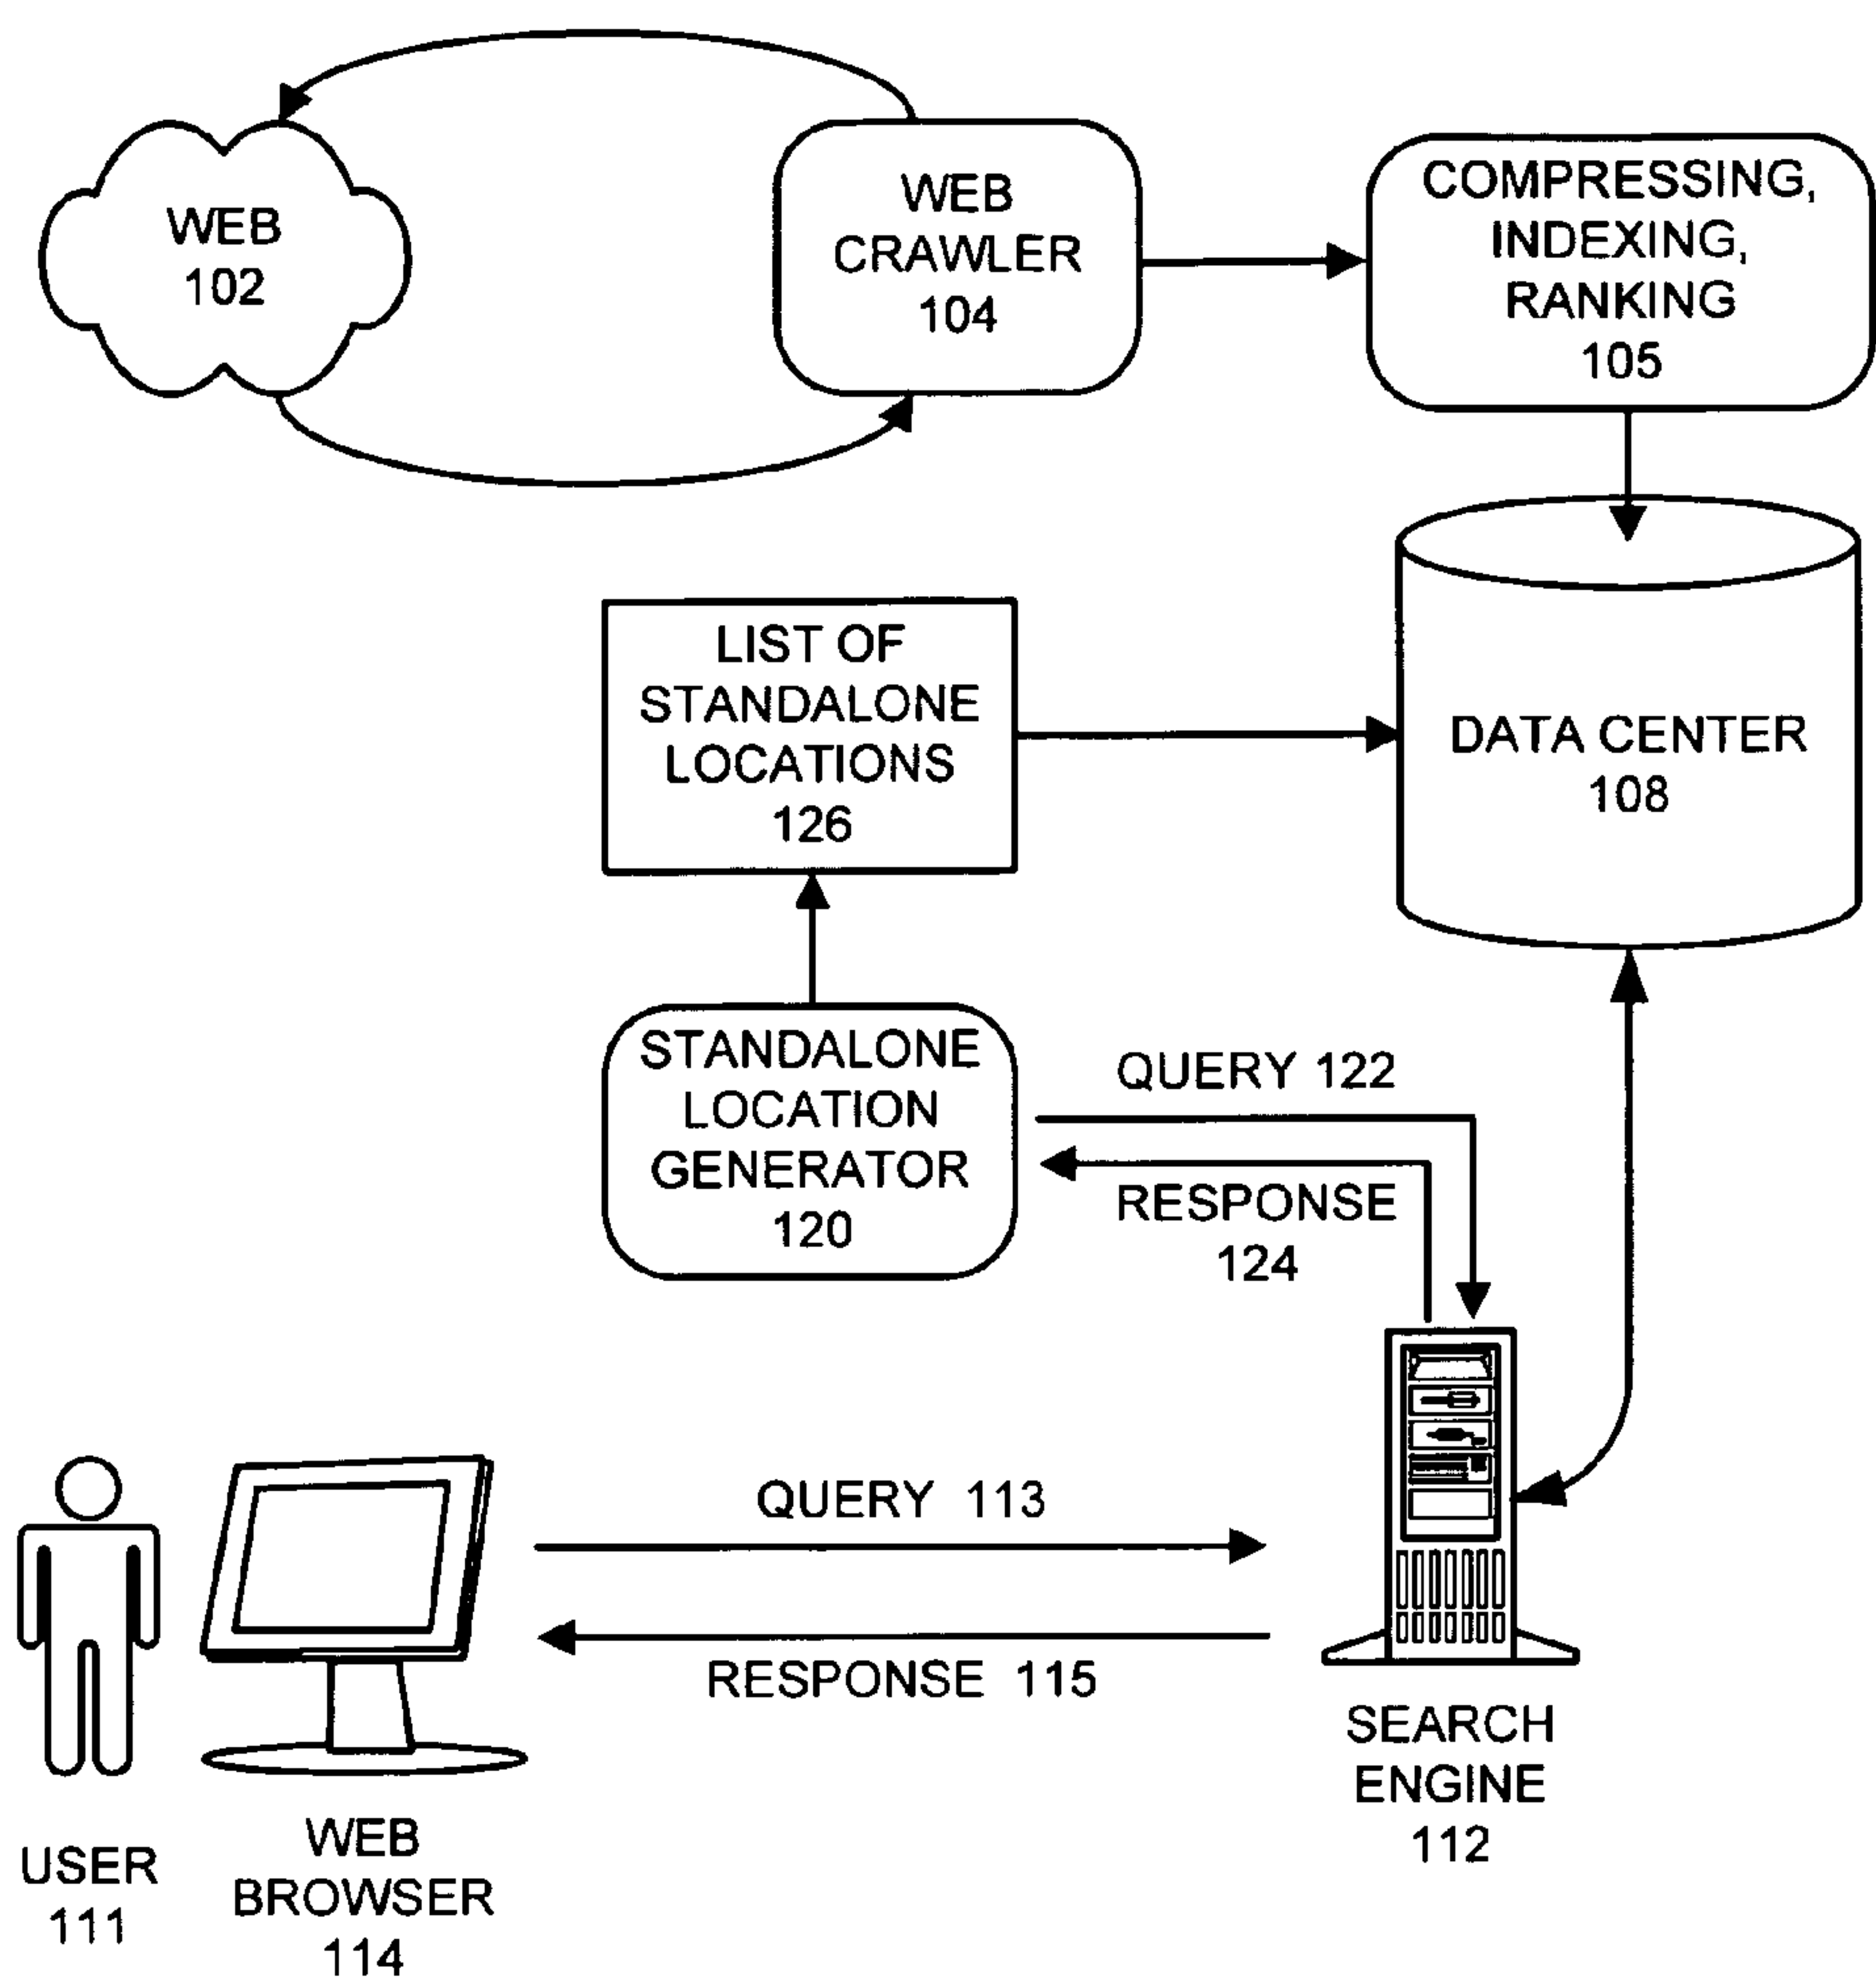 WEB
102
WEB
CRAWLER
104
COMPRESSING,
INDEXING,
RANKING
105
LIST OF
STANDALONE
LOCATIONS
126
DATA CENTER
108
STANDALONE
LOCATION
GENERATOR
120
QUERY 122
RESPONSE
124
QUERY 113
RESPONSE 115
SEARCH
ENGINE
112
USER
111
WEB
BROWSER
114